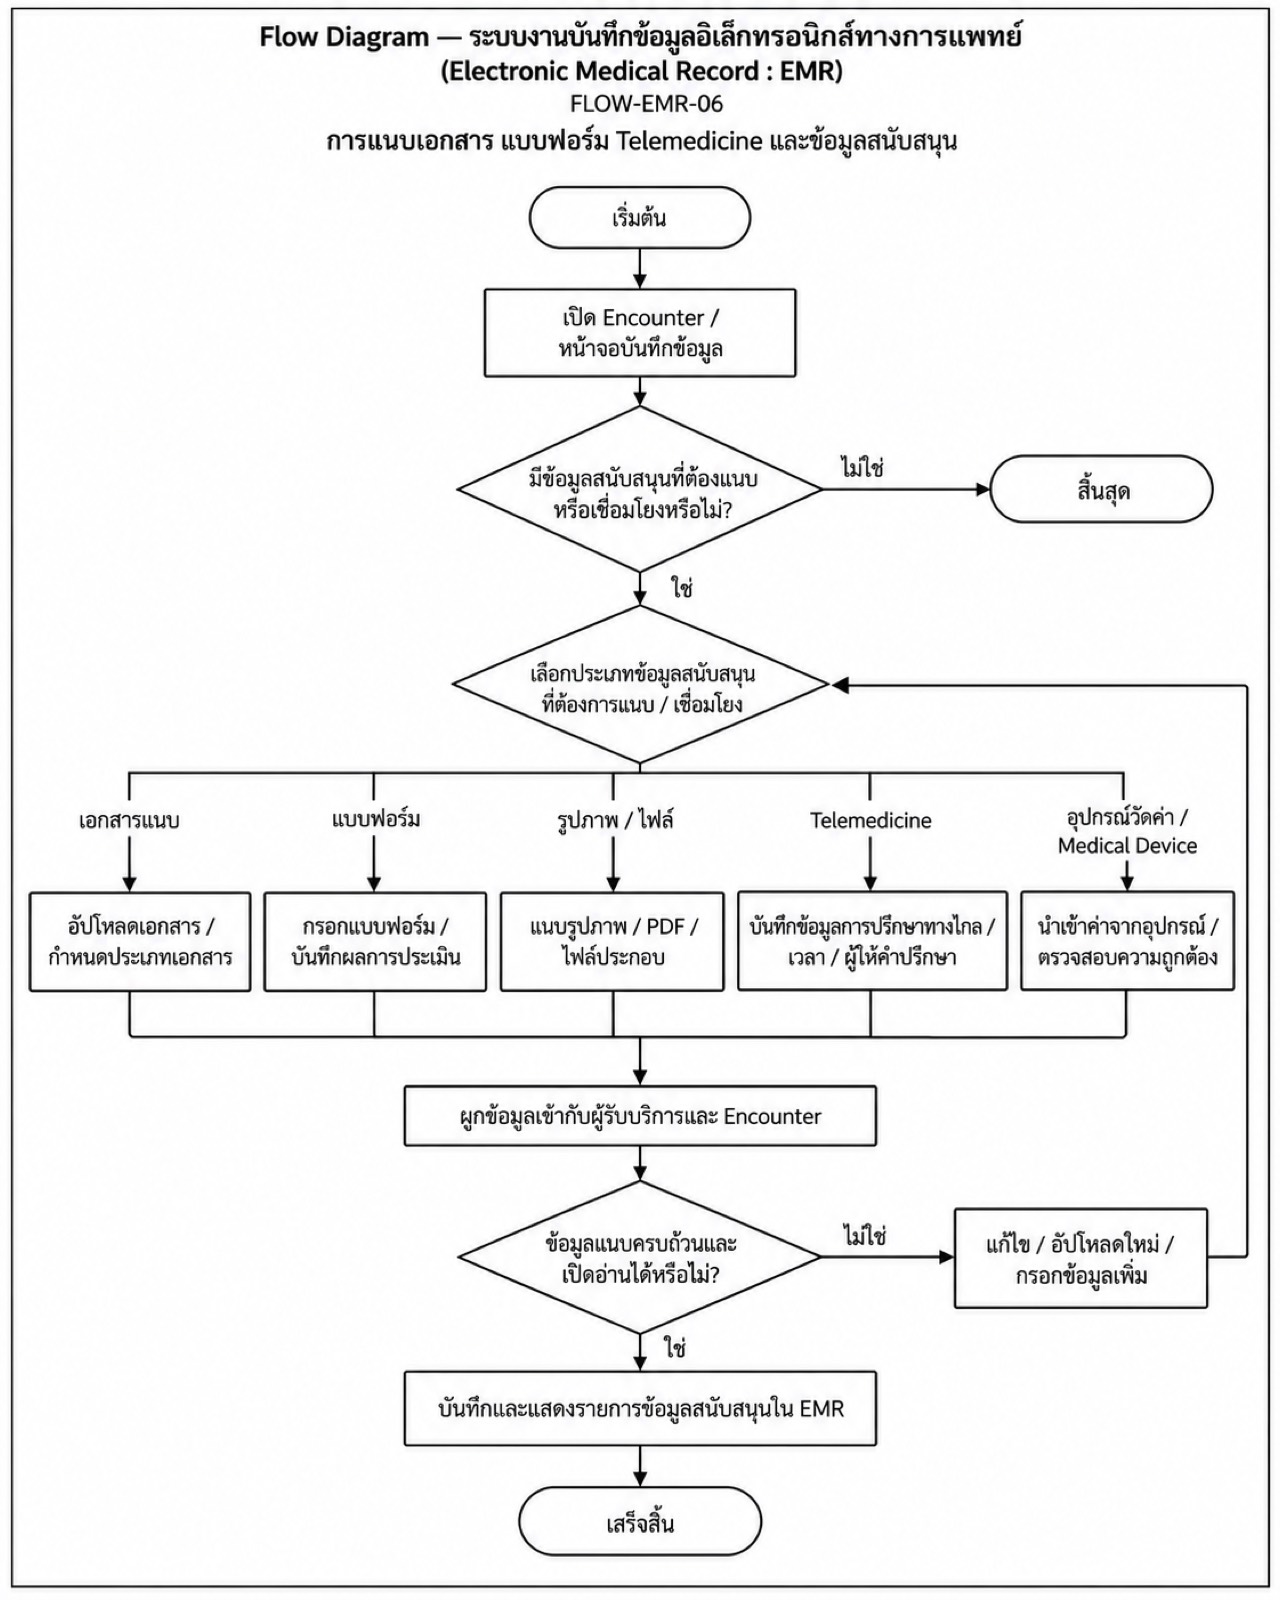 Flow Diagram — ระบบงานบันทึกข้อมูลอิเล็กทรอนิกส์ทางการแพทย์
(Electronic Medical Record : EMR)
FLOW-EMR-06
การแนบเอกสาร แบบฟอร์ม Telemedicine และข้อมูลสนับสนุน
เริ่มต้น
เปิด Encounter /
หน้าจอบันทึกข้อมูล
มีข้อมูลสนับสนุนที่ต้องแนบ
หรือเชื่อมโยงหรือไม่?
ไม่ใช่
สิ้นสุด
ใช่
เลือกประเภทข้อมูลสนับสนุน
ที่ต้องการแนบ / เชื่อมโยง
เอกสารแนบ
แบบฟอร์ม
รูปภาพ / ไฟล์
Telemedicine
อุปกรณ์วัดค่า /
Medical Device
อัปโหลดเอกสาร /
กำหนดประเภทเอกสาร
กรอกแบบฟอร์ม /
บันทึกผลการประเมิน
แนบรูปภาพ / PDF /
ไฟล์ประกอบ
บันทึกข้อมูลการปรึกษาทางไกล /
เวลา / ผู้ให้คำปรึกษา
นำเข้าค่าจากอุปกรณ์ /
ตรวจสอบความถูกต้อง
ผูกข้อมูลเข้ากับผู้รับบริการและ Encounter
ข้อมูลแนบครบถ้วนและ
เปิดอ่านได้หรือไม่?
ไม่ใช่
แก้ไข / อัปโหลดใหม่ /
กรอกข้อมูลเพิ่ม
ใช่
บันทึกและแสดงรายการข้อมูลสนับสนุนใน EMR
เสร็จสิ้น